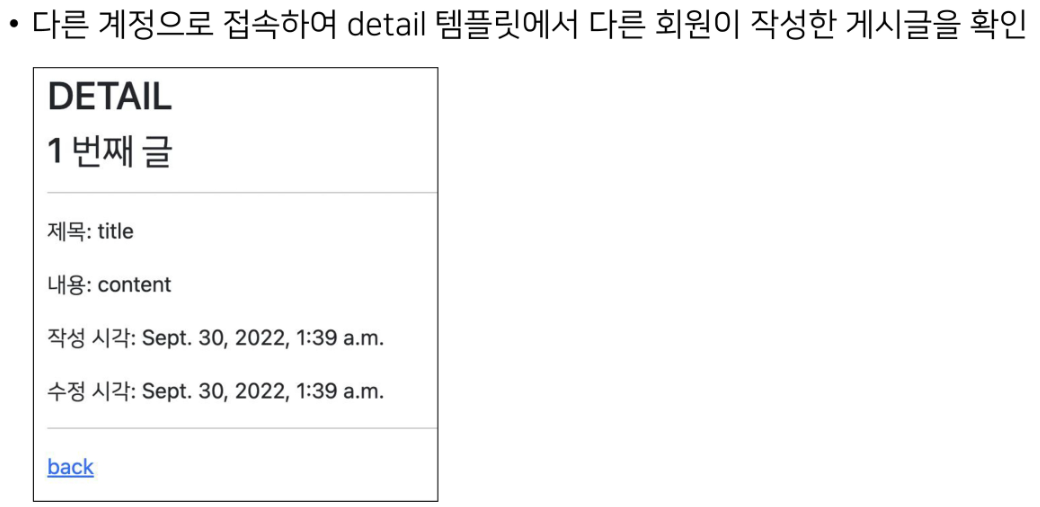 • 다른 계정으로 접속하여 detail 템플릿에서 다른 회원이 작성한 게시글을 확인
DETAIL
1 번째 글
제목: title
내용: content
작성 시각: Sept. 30, 2022, 1:39 a.m.
수정 시각: Sept. 30, 2022, 1:39 a.m.
back